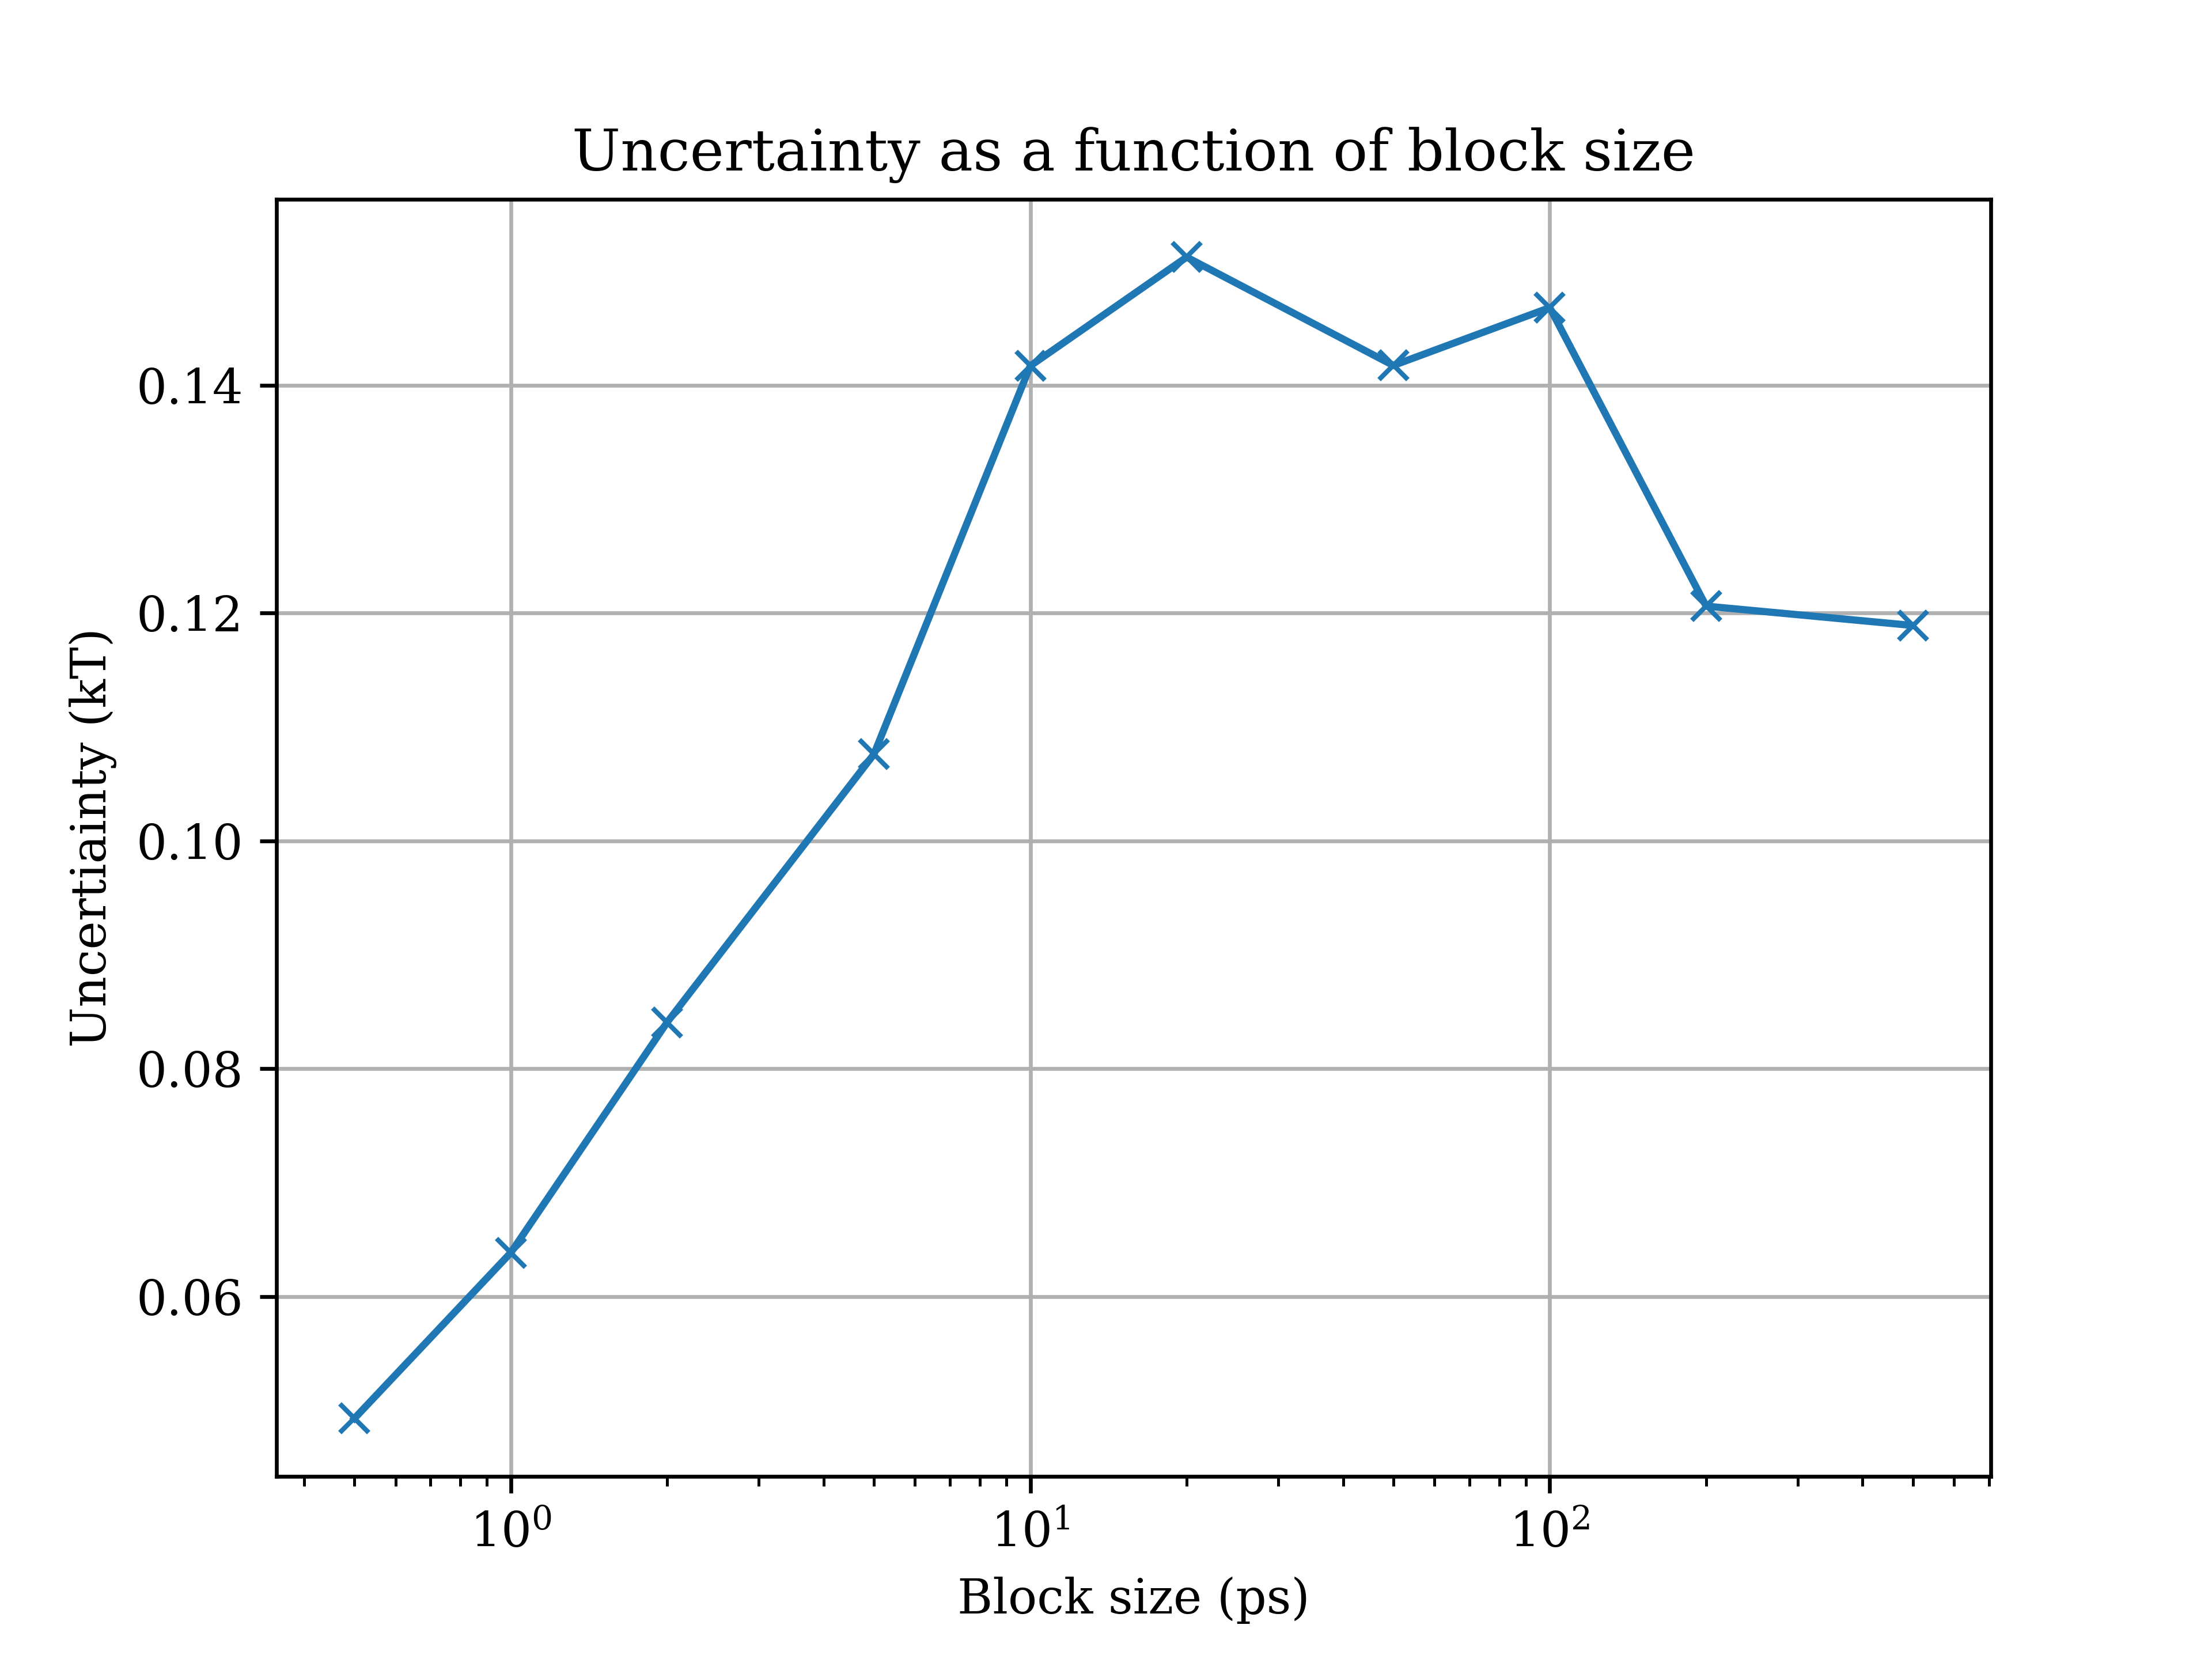 Uncertainty as a function of block size
Uncertiainty (kT)
0.14
0.12
0.10
0.08
0.06
10⁰ 10¹ 10²
Block size (ps)